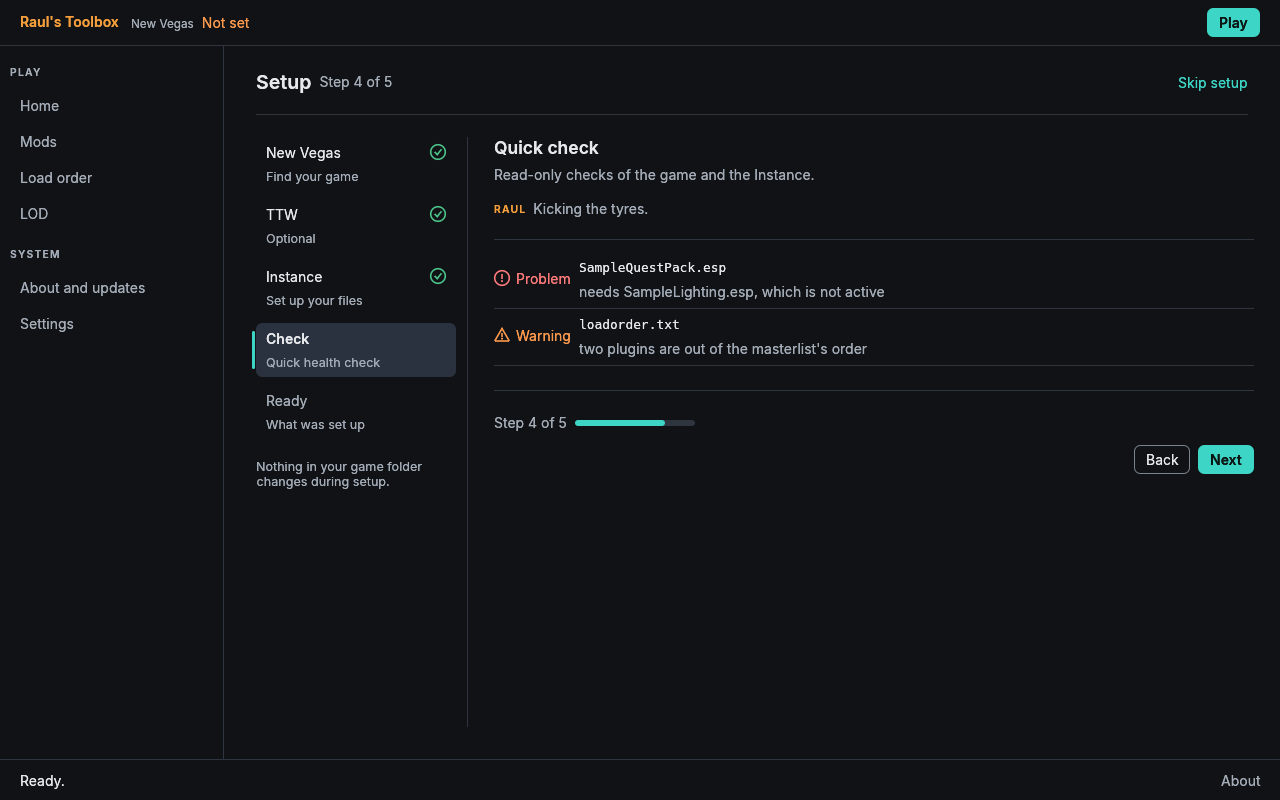 Raul's Toolbox New Vegas Not set
Play
PLAY
Home
Mods
Load order
LOD
SYSTEM
About and updates
Settings
Setup Step 4 of 5
Skip setup
New Vegas
Find your game
TTW
Optional
Instance
Set up your files
Check
Quick health check
Ready
What was set up
Nothing in your game folder
changes during setup.
Quick check
Read-only checks of the game and the Instance.
RAUL Kicking the tyres.
Problem
SampleQuestPack.esp
needs SampleLighting.esp, which is not active
Warning
loadorder.txt
two plugins are out of the masterlist's order
Step 4 of 5
Back
Next
Ready.
About